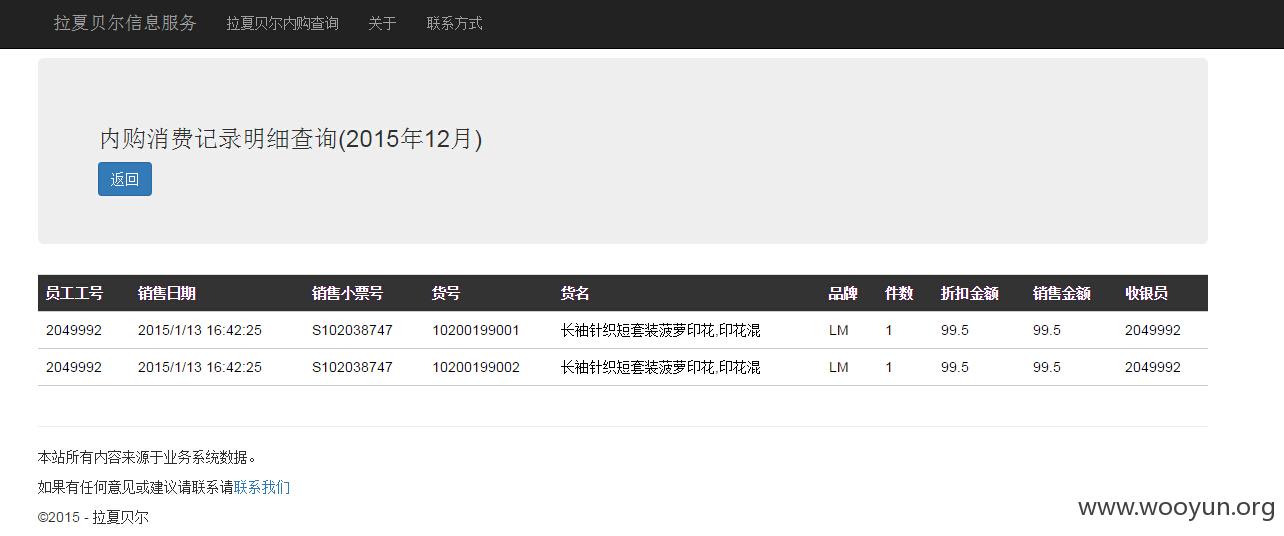 拉夏贝尔信息服务 拉夏贝尔内购查询 关于 联系方式
内购消费记录明细查询(2015年12月)
返回
员工工号 销售日期 销售小票号 货号 货名 品牌 件数 折扣金额 销售金额 收银员
2049992 2015/1/13 16:42:25 S102038747 10200199001 长袖针织短套装菠萝印花,印花混 LM 1 99.5 99.5 2049992
2049992 2015/1/13 16:42:25 S102038747 10200199002 长袖针织短套装菠萝印花,印花混 LM 1 99.5 99.5 2049992
本站所有内容来源于业务系统数据。
如果有任何意见或建议请联系请联系我们
©2015 - 拉夏贝尔
www.wooyun.org